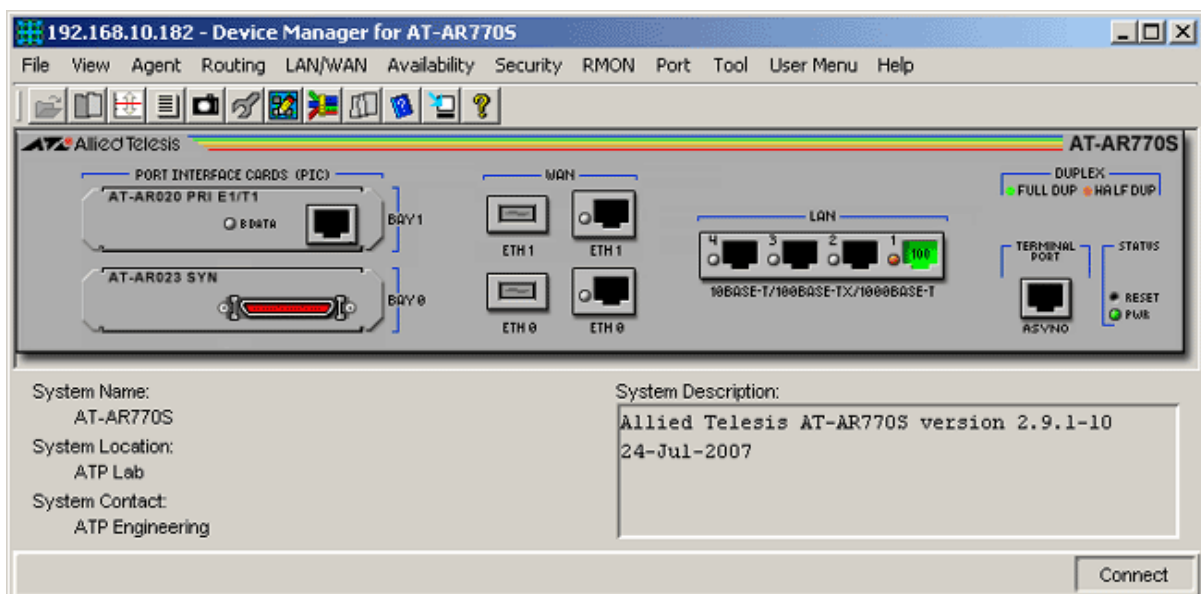 192.168.10.182 - Device Manager for AT-AR770S
File View Agent Routing LAN/WAN Availability Security RMON Port Tool User Menu Help
Allied Telesis
AT-AR770S
PORT INTERFACE CARDS (PIC)
WAN
DUPLEX
FULL DUP HALF DUP
AT-AR020 PRI E1/T1
B DATA
BAY 1
ETH 1
ETH 1
LAN
4 3 2 1
100
10BASE-T/100BASE-TX/1000BASE-T
TERMINAL PORT
STATUS
AT-AR023 SYN
BAY 0
ETH 0
ETH 0
RESET
PWR
ASYN0
System Name:
AT-AR770S
System Location:
ATP Lab
System Contact:
ATP Engineering
System Description:
Allied Telesis AT-AR770S version 2.9.1-10
24-Jul-2007
Connect